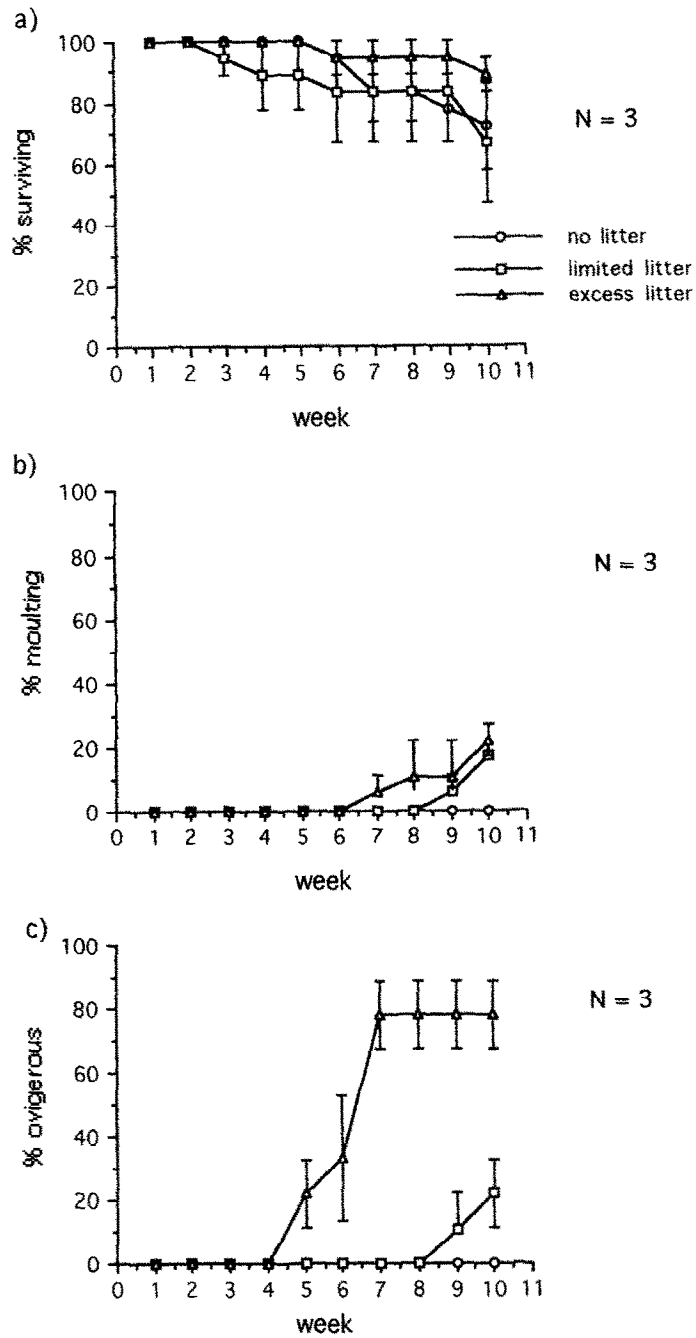 a)
100
80
60
40
20
0
% surviving
N = 3
no litter
limited litter
excess litter
0 1 2 3 4 5 6 7 8 9 10 11
week
b)
100
80
60
40
20
0
% moulting
N = 3
0 1 2 3 4 5 6 7 8 9 10 11
week
c)
100
80
60
40
20
0
% ovigerous
N = 3
0 1 2 3 4 5 6 7 8 9 10 11
week